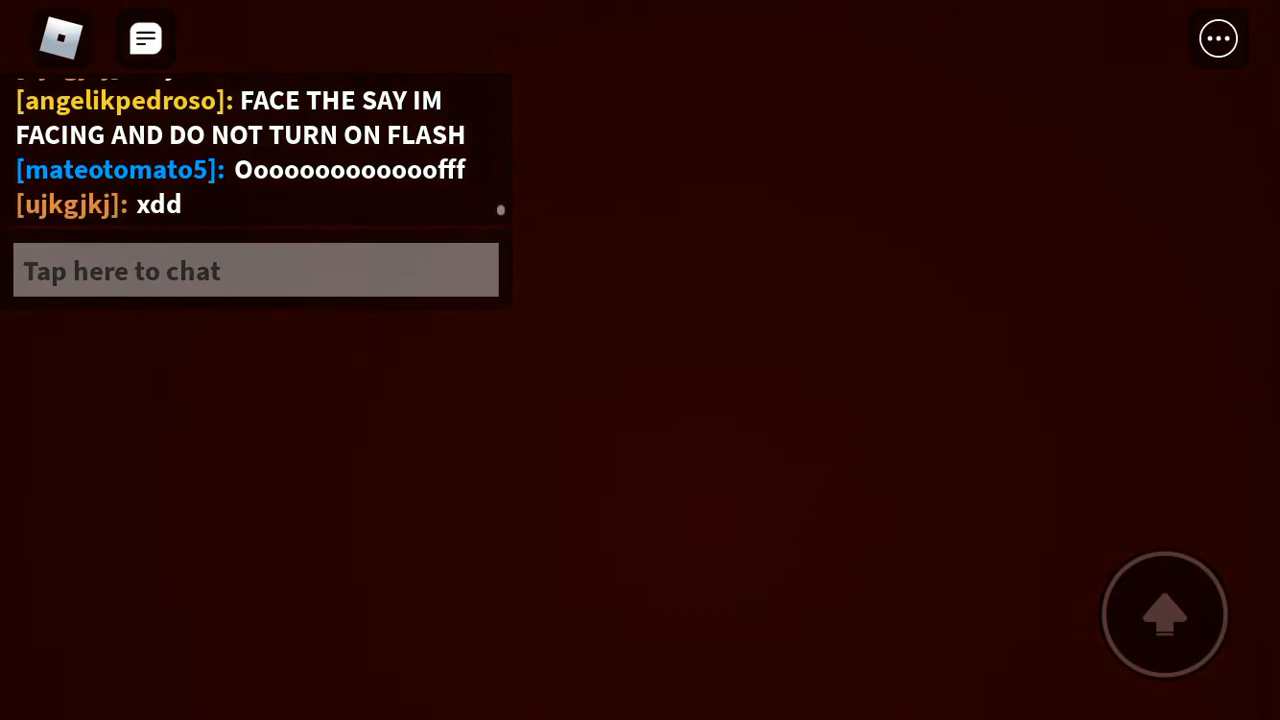 [angelikpedroso]: FACE THE SAY IM
FACING AND DO NOT TURN ON FLASH
[mateotomato5]: Ooooooooooooofff
[ujkgjkj]: xdd
Tap here to chat